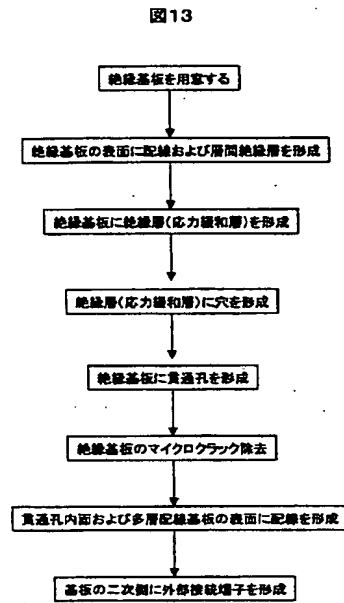 図13
絶縁基板を用意する
絶縁基板の表面に配線および層間絶縁層を形成
絶縁基板に絶縁層(応力緩和層)を形成
絶縁層(応力緩和層)に穴を形成
絶縁基板に貫通孔を形成
絶縁基板のマイクロクラック除去
貫通孔内面および多層配線基板の表面に配線を形成
基板の二次側に外部接続端子を形成